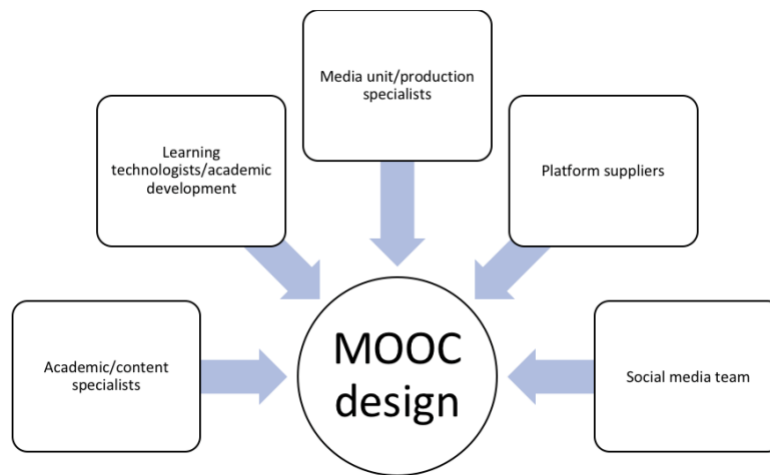 Media unit/production
specialists
Learning
technologists/academic
development
Platform suppliers
Academic/content
specialists
MOOC
design
Social media team